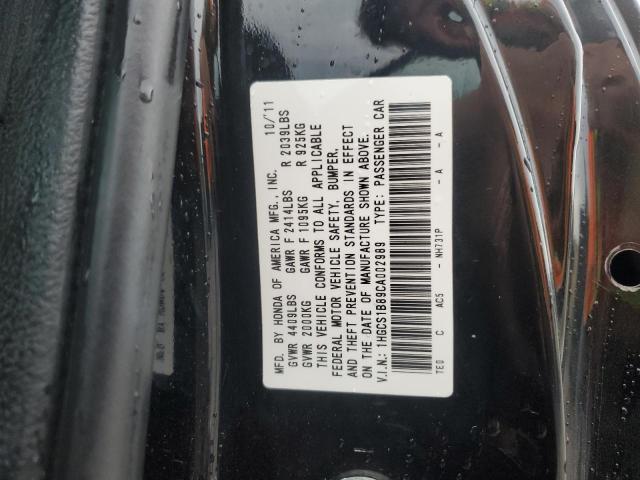 MFD. BY HONDA OF AMERICA MFG., INC. 10/'11
GVWR 4409LBS GAWR F 2414LBS R 2039LBS
GVWR 2000KG GAWR F 1095KG R 925KG
THIS VEHICLE CONFORMS TO ALL APPLICABLE
FEDERAL MOTOR VEHICLE SAFETY, BUMPER,
AND THEFT PREVENTION STANDARDS IN EFFECT
ON THE DATE OF MANUFACTURE SHOWN ABOVE.
V.I.N.: 1HGCS1B89CA002989 TYPE: PASSENGER CAR
TE0 C AC5 - NH731P - A - A